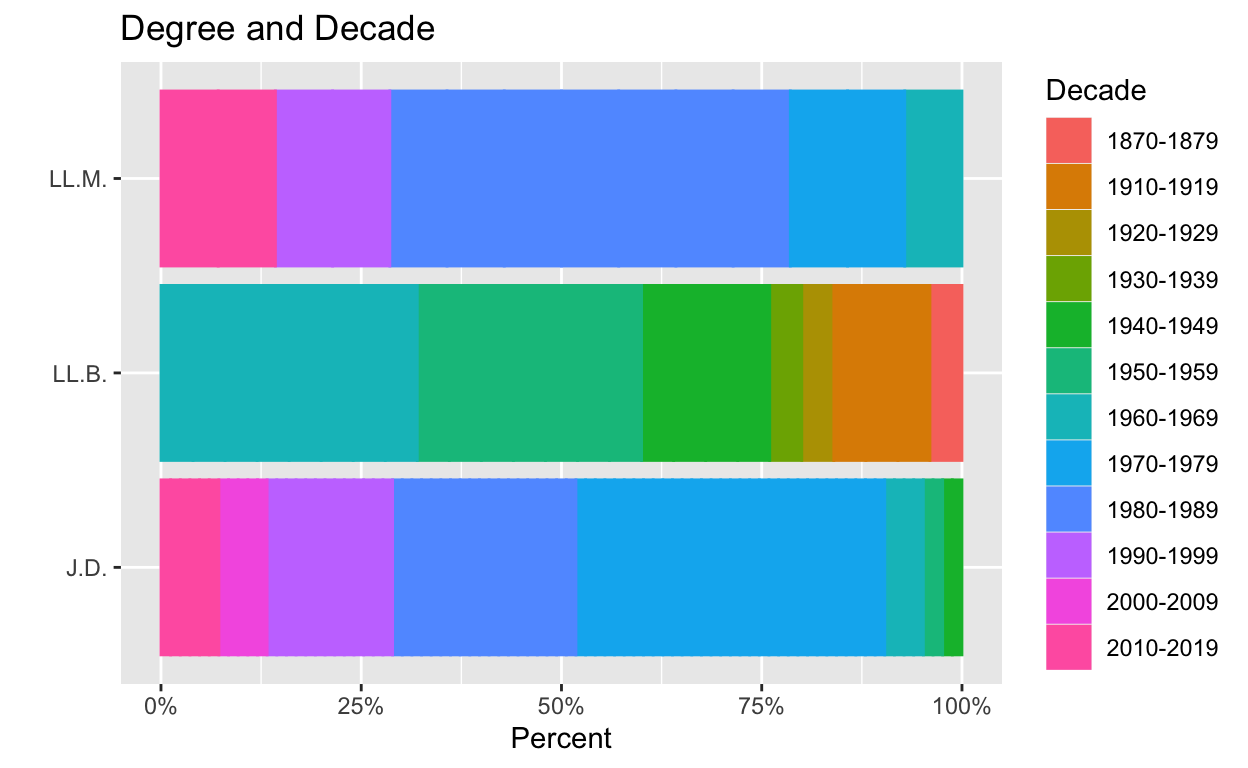 Degree and Decade
LL.M.
LL.B.
J.D.
0%
25%
50%
75%
100%
Percent
Decade
1870-1879
1910-1919
1920-1929
1930-1939
1940-1949
1950-1959
1960-1969
1970-1979
1980-1989
1990-1999
2000-2009
2010-2019